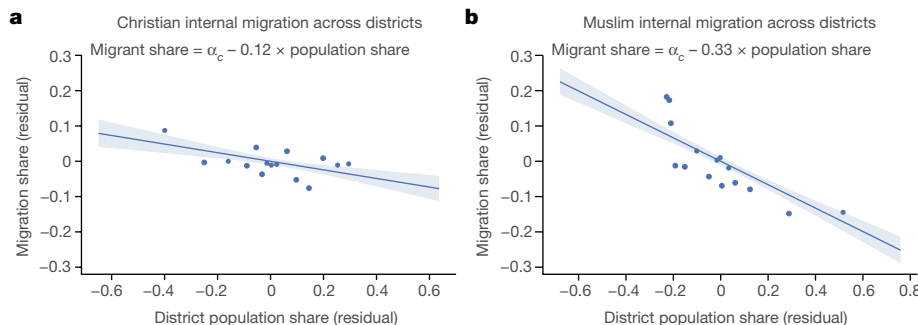 a
Christian internal migration across districts
Migrant share = αc – 0.12 × population share
0.3
0.2
0.1
0
–0.1
–0.2
–0.3
Migration share (residual)
–0.6
–0.4
–0.2
0
0.2
0.4
0.6
District population share (residual)
b
Muslim internal migration across districts
Migrant share = αc – 0.33 × population share
0.3
0.2
0.1
0
–0.1
–0.2
–0.3
Migration share (residual)
–0.6
–0.4
–0.2
0
0.2
0.4
0.6
0.8
District population share (residual)